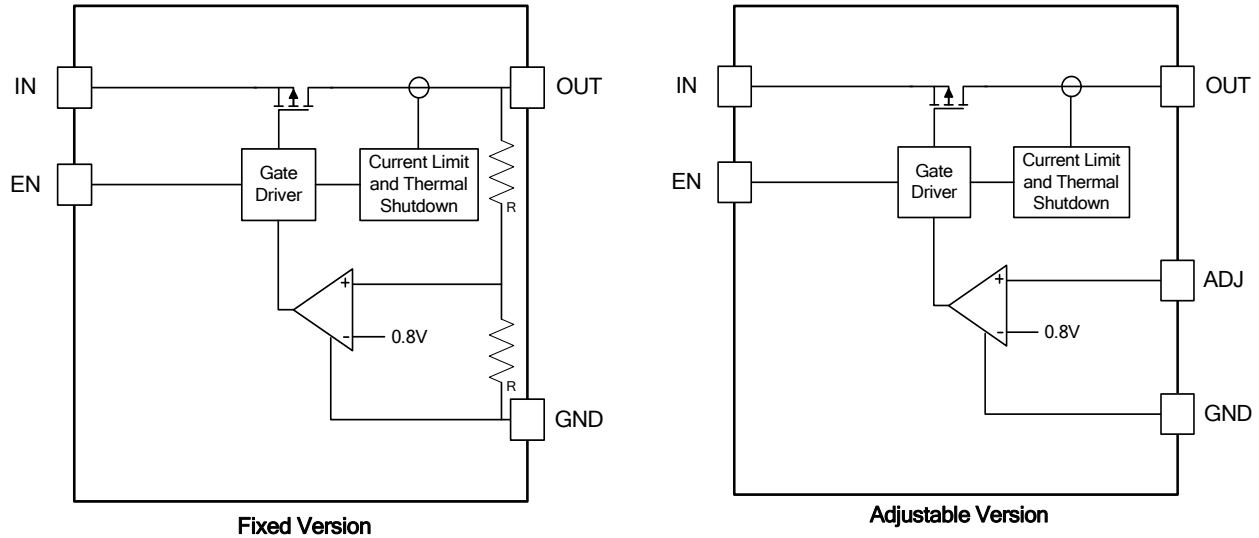 IN
OUT
EN
Gate
Driver
Current Limit
and Thermal
Shutdown
R
+
-
0.8V
R
GND
Fixed Version
IN
OUT
EN
Gate
Driver
Current Limit
and Thermal
Shutdown
+
-
0.8V
ADJ
GND
Adjustable Version